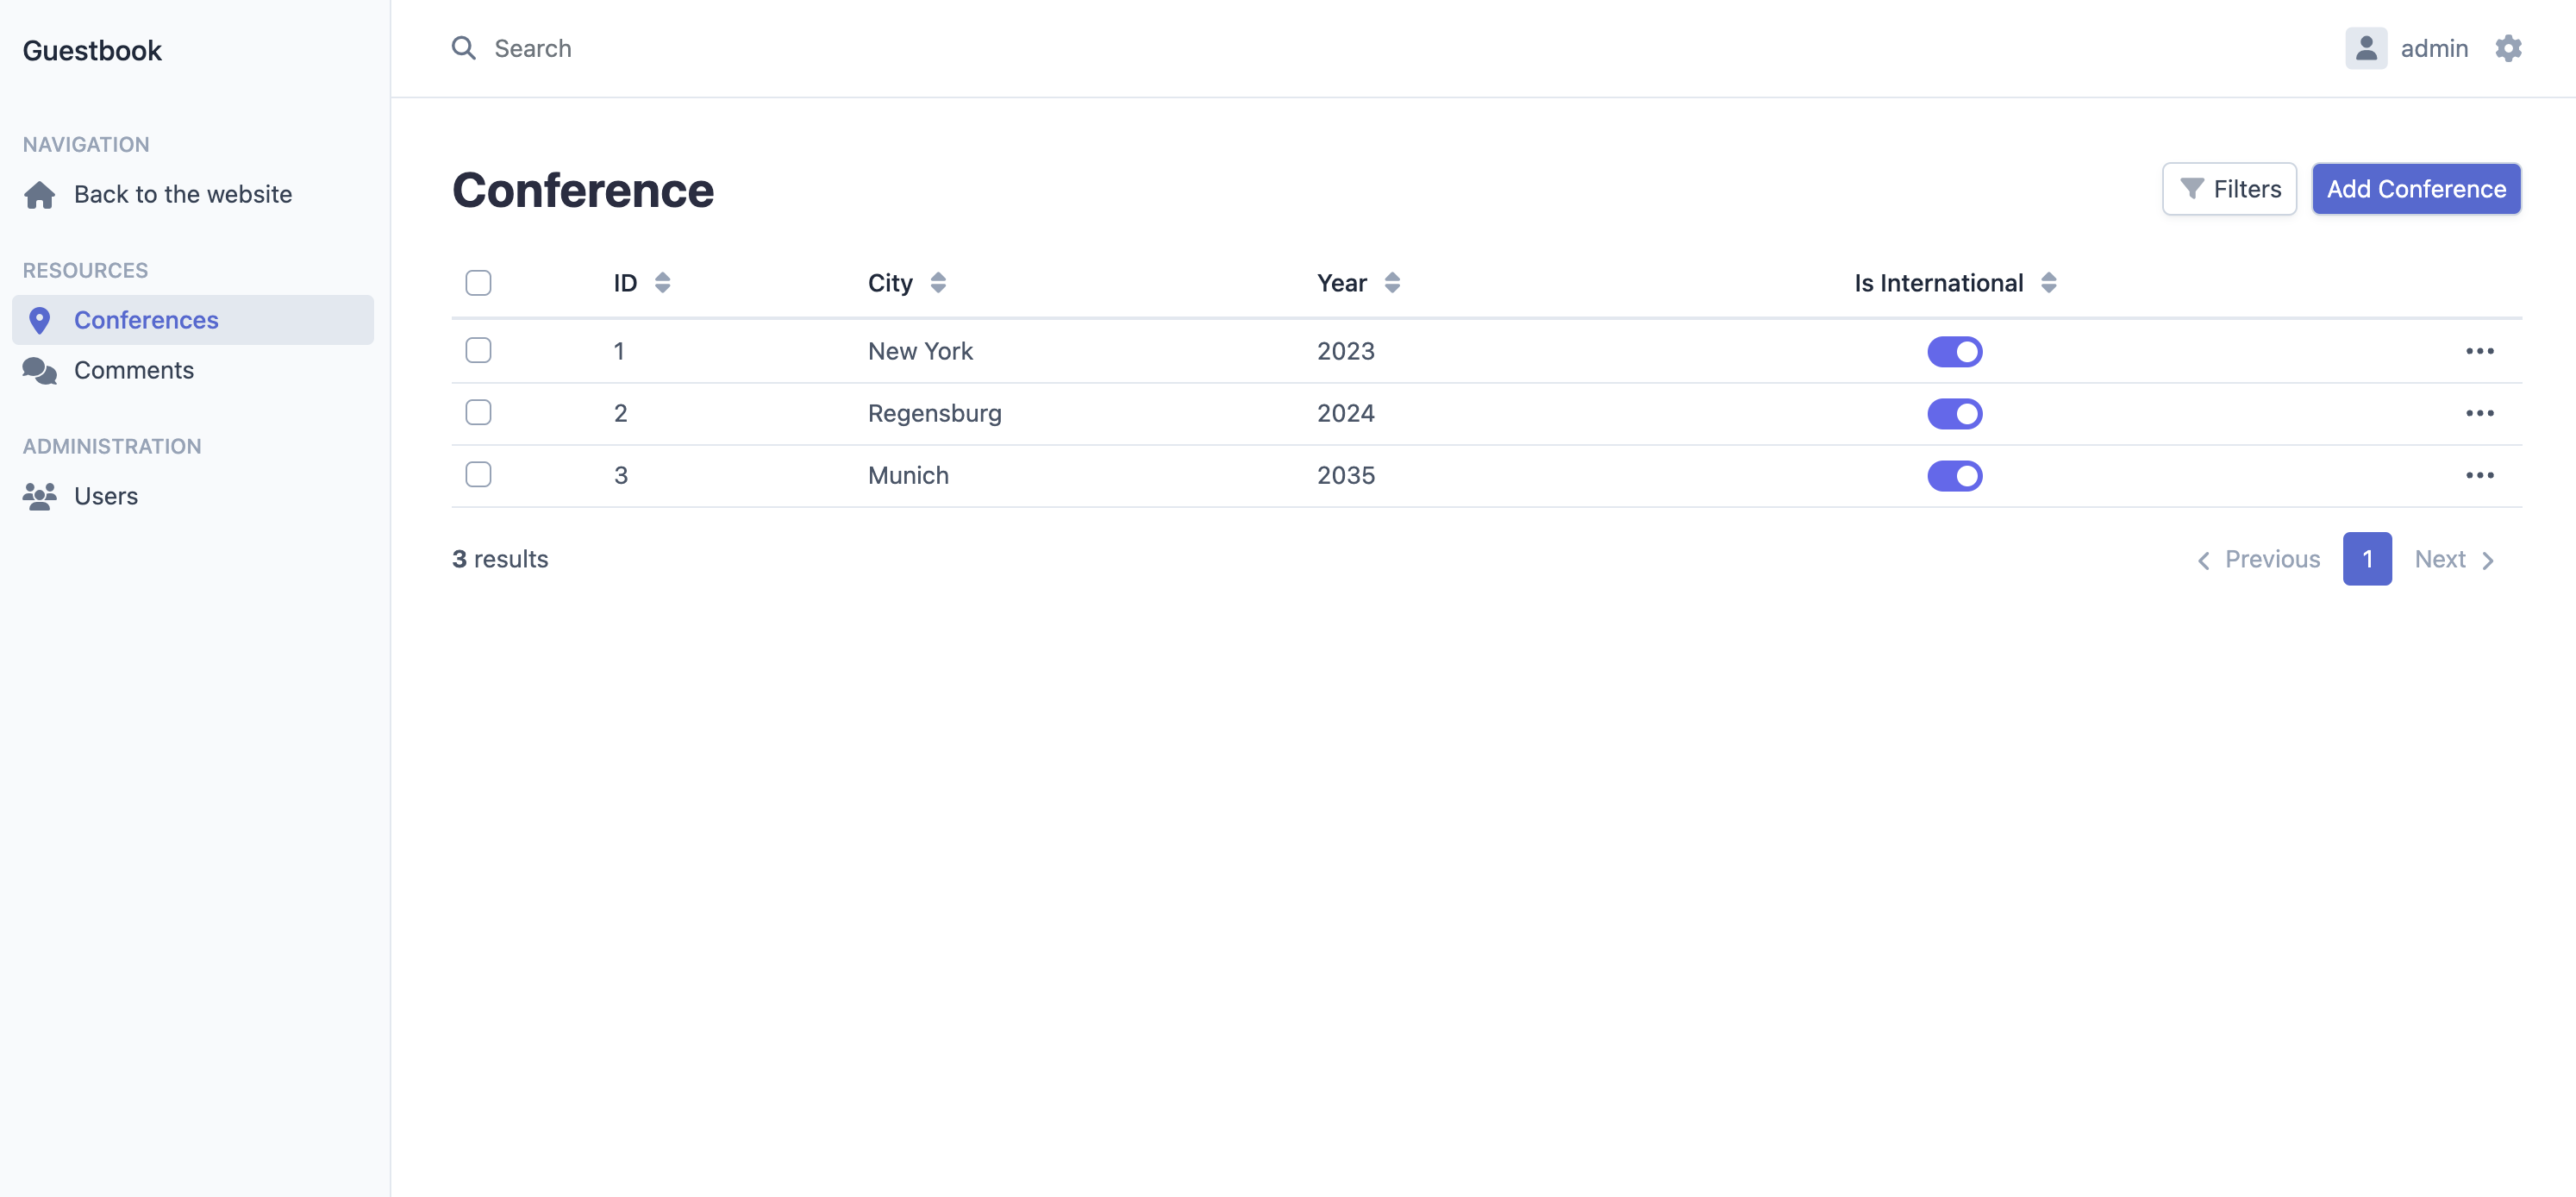 Guestbook
Search
admin
NAVIGATION
Back to the website
RESOURCES
Conferences
Comments
ADMINISTRATION
Users
Conference
Filters
Add Conference
ID City Year Is International
1 New York 2023
2 Regensburg 2024
3 Munich 2035
3 results
Previous 1 Next